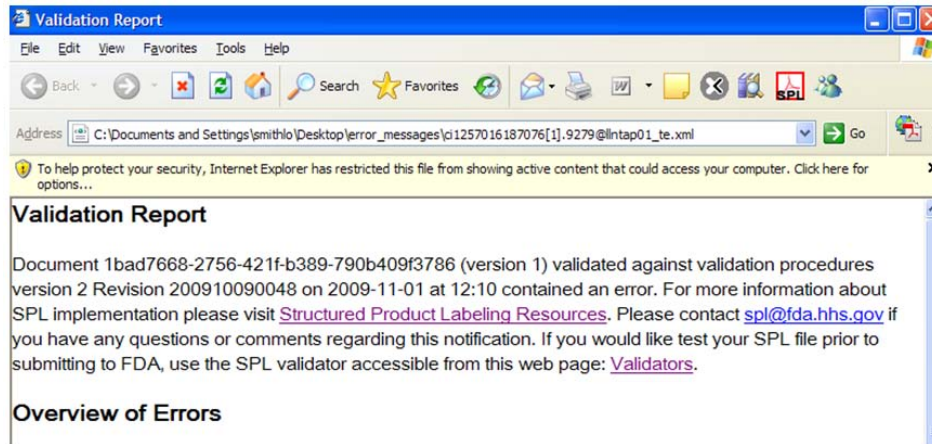 Validation Report
File Edit View Favorites Tools Help
Back Search Favorites SPL
Address C:\Documents and Settings\smithlo\Desktop\error_messages\ci1257016187076[1].9279@llntap01_te.xml Go
To help protect your security, Internet Explorer has restricted this file from showing active content that could access your computer. Click here for
options...
Validation Report
Document 1bad7668-2756-421f-b389-790b409f3786 (version 1) validated against validation procedures
version 2 Revision 200910090048 on 2009-11-01 at 12:10 contained an error. For more information about
SPL implementation please visit Structured Product Labeling Resources. Please contact spl@fda.hhs.gov if
you have any questions or comments regarding this notification. If you would like test your SPL file prior to
submitting to FDA, use the SPL validator accessible from this web page: Validators.
Overview of Errors